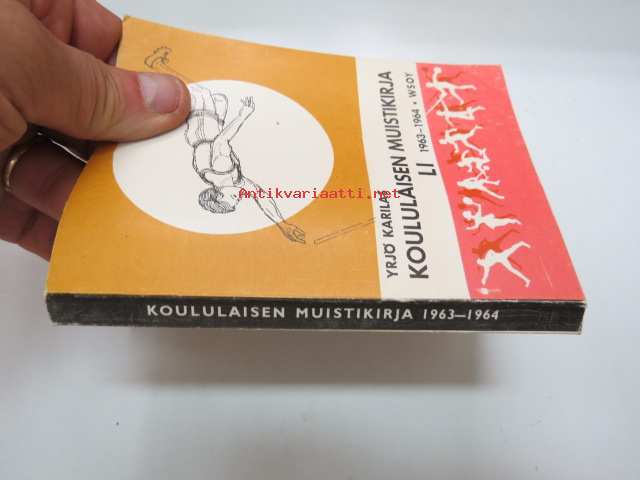 YRJÖ KARILA
KOULULAISEN MUISTIKIRJA
LI 1963–1964 • WSOY
KOULULAISEN MUISTIKIRJA 1963—1964
Antikvariaatti.net